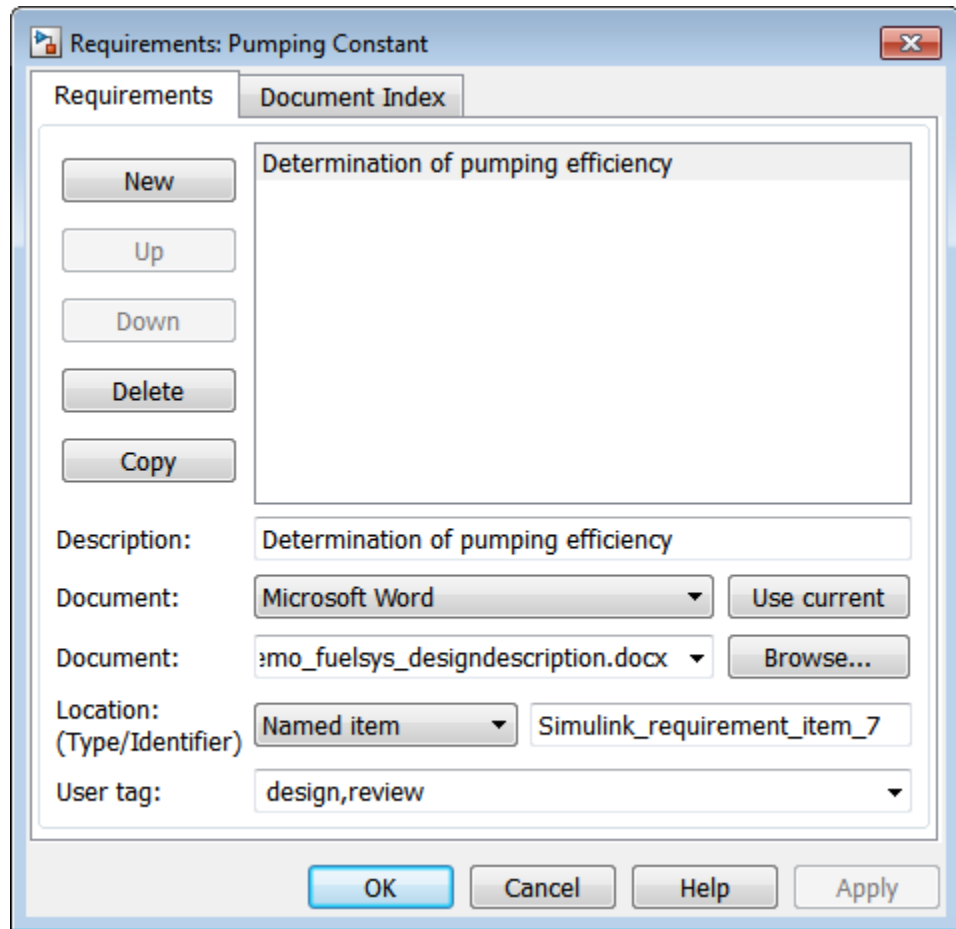 Requirements: Pumping Constant
Requirements
Document Index
New
Determination of pumping efficiency
Up
Down
Delete
Copy
Description:
Determination of pumping efficiency
Document:
Microsoft Word
Use current
Document:
emo_fuelsys_designdescription.docx
Browse...
Location:
(Type/Identifier)
Named item
Simulink_requirement_item_7
User tag:
design,review
OK
Cancel
Help
Apply